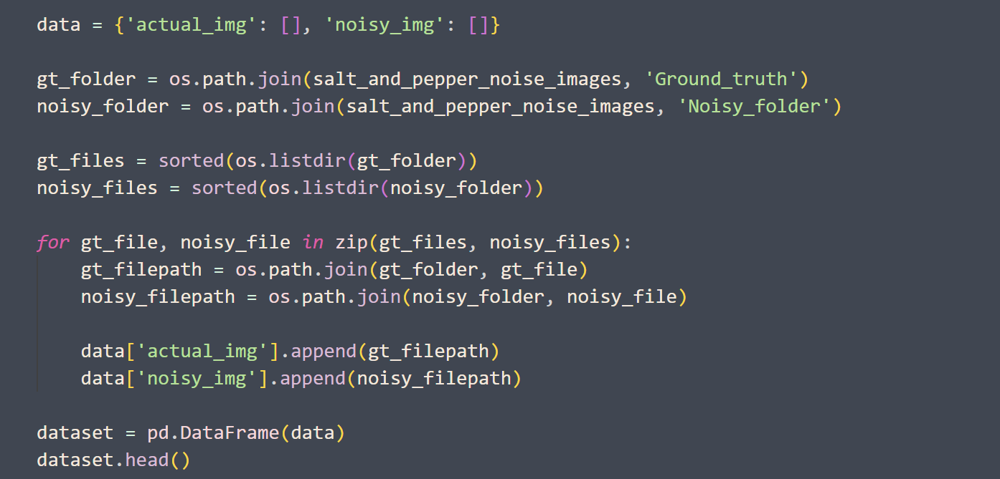 data = {'actual_img': [], 'noisy_img': []}

gt_folder = os.path.join(salt_and_pepper_noise_images, 'Ground_truth')
noisy_folder = os.path.join(salt_and_pepper_noise_images, 'Noisy_folder')

gt_files = sorted(os.listdir(gt_folder))
noisy_files = sorted(os.listdir(noisy_folder))

for gt_file, noisy_file in zip(gt_files, noisy_files):
    gt_filepath = os.path.join(gt_folder, gt_file)
    noisy_filepath = os.path.join(noisy_folder, noisy_file)

    data['actual_img'].append(gt_filepath)
    data['noisy_img'].append(noisy_filepath)

dataset = pd.DataFrame(data)
dataset.head()